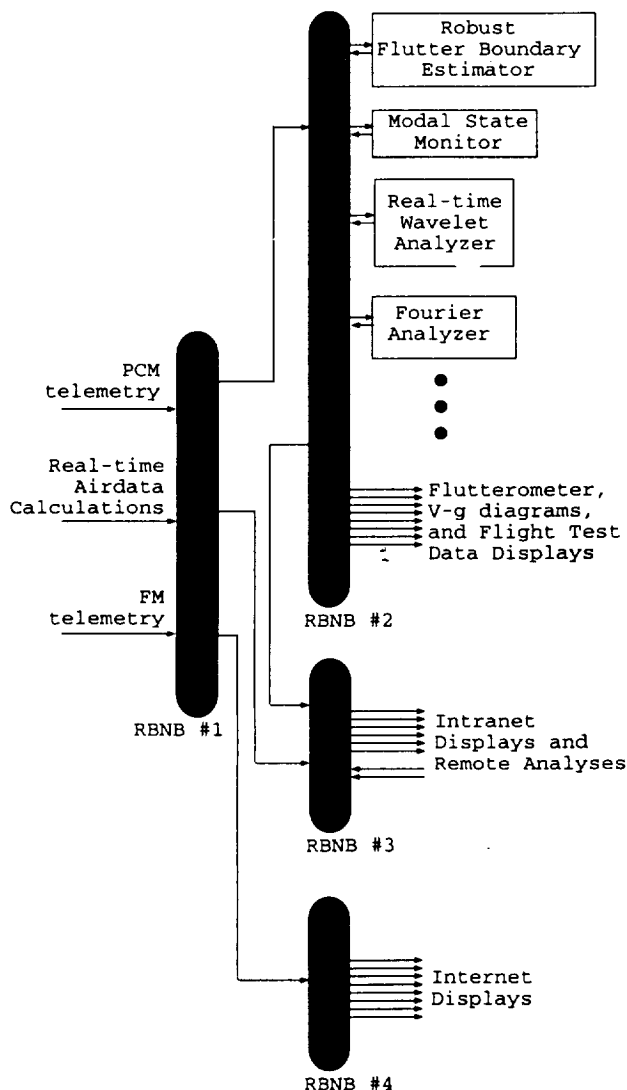 Robust
Flutter Boundary
Estimator
Modal State
Monitor
Real-time
Wavelet
Analyzer
Fourier
Analyzer
PCM
telemetry
Real-time
Airdata
Calculations
FM
telemetry
RBNB #1
Flutterometer,
V-g diagrams,
and Flight Test
Data Displays
RBNB #2
Intranet
Displays and
Remote Analyses
RBNB #3
Internet
Displays
RBNB #4